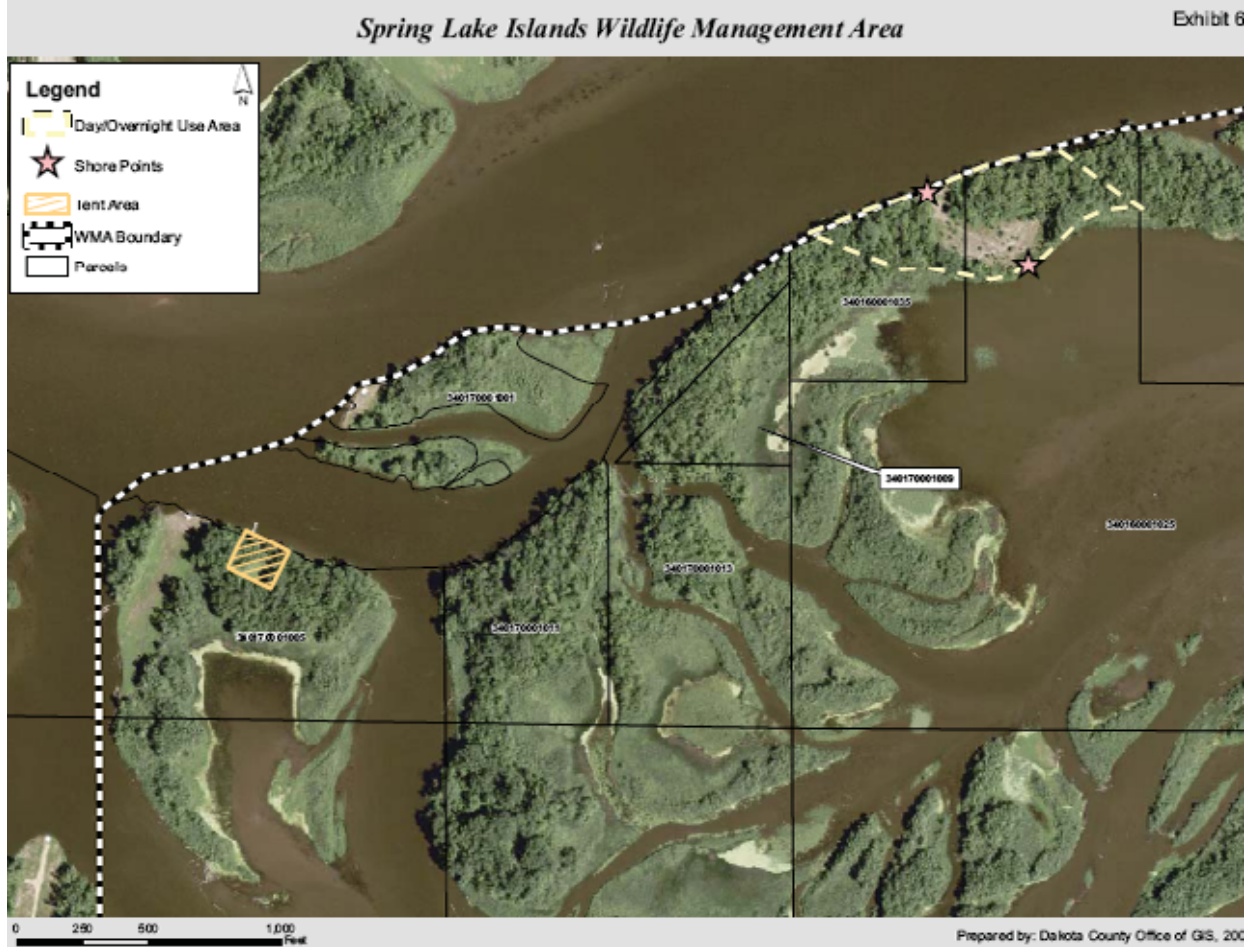 Spring Lake Islands Wildlife Management Area
Exhibit 6
Legend
N
Day/Overnight Use Area
Shore Points
Tent Area
WMA Boundary
Parcels
340160001035
340170001001
340170001009
340160001025
340170001013
340170001011
340170001005
0 250 500 1,000
Feet
Prepared by: Dakota County Office of GIS, 200